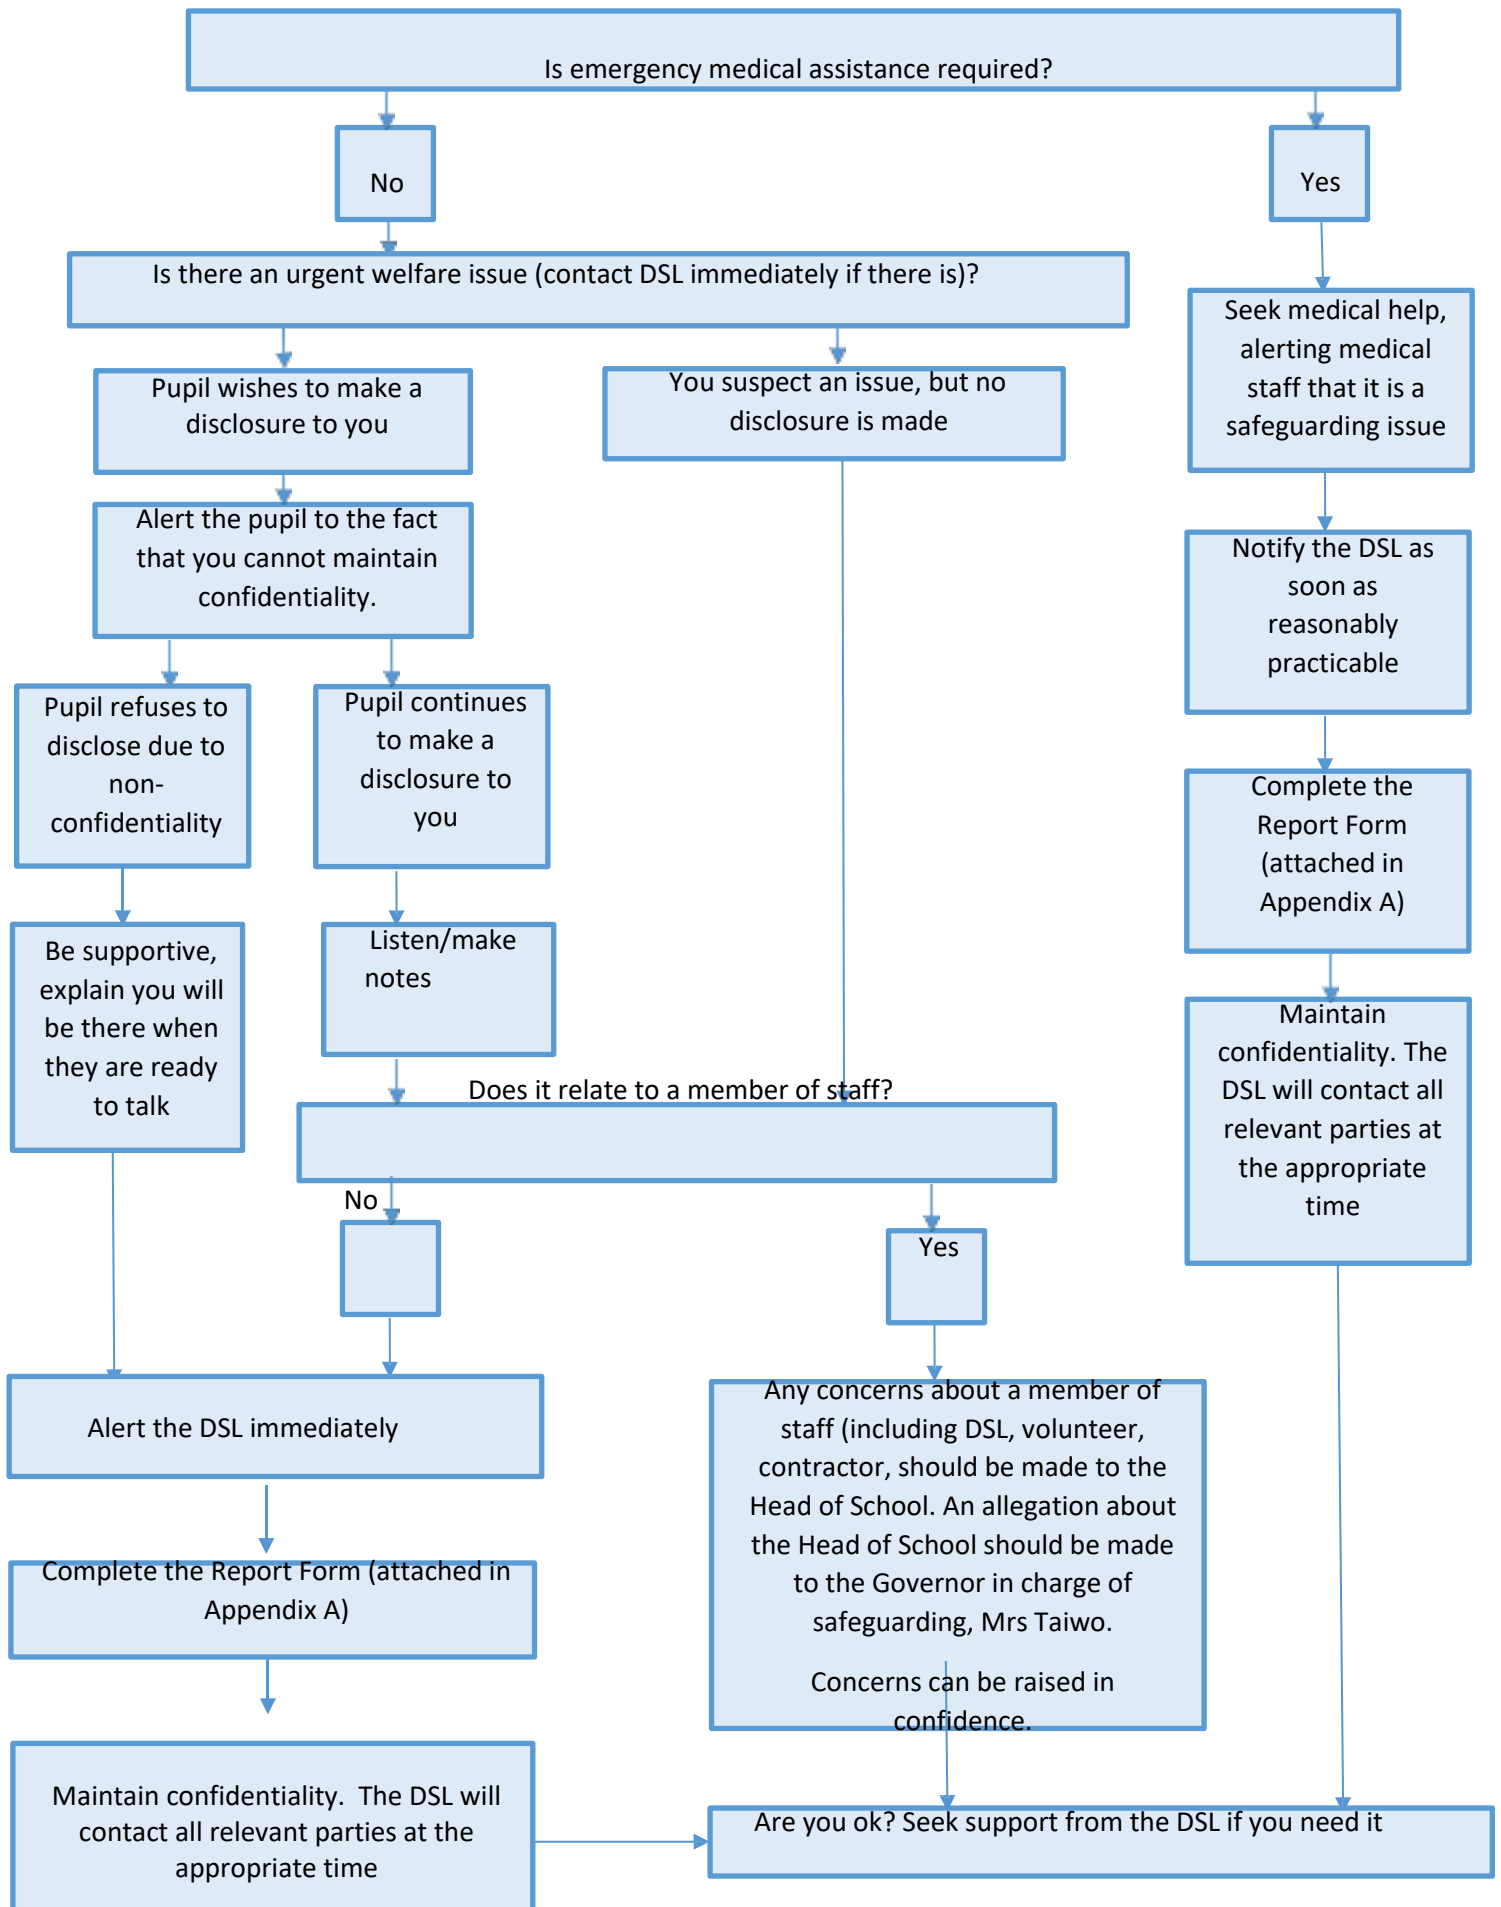 Is emergency medical assistance required?
No
Yes
Is there an urgent welfare issue (contact DSL immediately if there is)?
Pupil wishes to make a
disclosure to you
You suspect an issue, but no
disclosure is made
Seek medical help,
alerting medical
staff that it is a
safeguarding issue
Alert the pupil to the fact
that you cannot maintain
confidentiality.
Notify the DSL as
soon as
reasonably
practicable
Pupil refuses to
disclose due to
non-
confidentiality
Pupil continues
to make a
disclosure to
you
Complete the
Report Form
(attached in
Appendix A)
Be supportive,
explain you will
be there when
they are ready
to talk
Listen/make
notes
Maintain
confidentiality. The
DSL will contact all
relevant parties at
the appropriate
time
Does it relate to a member of staff?
No
Yes
Alert the DSL immediately
Any concerns about a member of
staff (including DSL, volunteer,
contractor, should be made to the
Head of School. An allegation about
the Head of School should be made
to the Governor in charge of
safeguarding, Mrs Taiwo.
Concerns can be raised in
confidence.
Complete the Report Form (attached in
Appendix A)
Maintain confidentiality.  The DSL will
contact all relevant parties at the
appropriate time
Are you ok? Seek support from the DSL if you need it